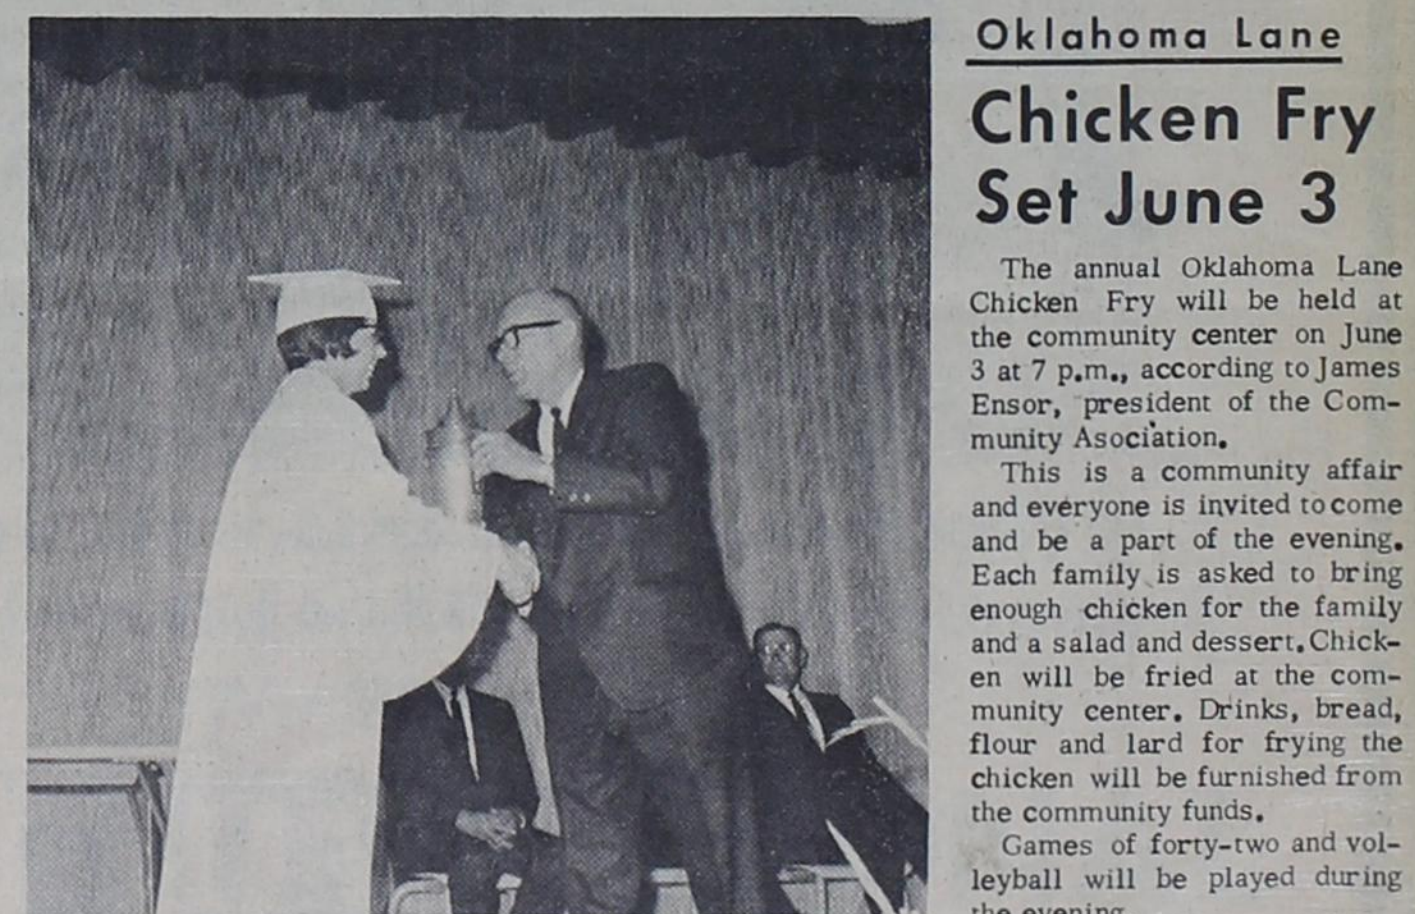 Oklahoma Lane
Chicken Fry
Set June 3
The annual Oklahoma Lane
Chicken Fry will be held at
the community center on June
3 at 7 p.m., according to James
Ensor, president of the Com-
munity Asociation.
This is a community affair
and everyone is invited to come
and be a part of the evening.
Each family is asked to bring
enough chicken for the family
and a salad and dessert. Chick-
en will be fried at the com-
munity center. Drinks, bread,
flour and lard for frying the
chicken will be furnished from
the community funds.
Games of forty-two and vol-
leyball will be played during
the evening.